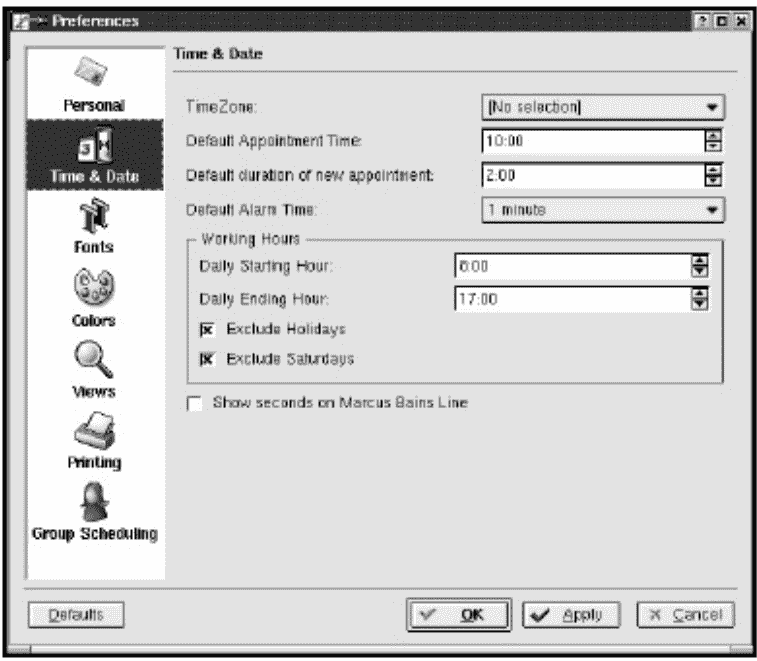 Preferences
Time & Date
Personal
Time & Date
Fonts
Colors
Views
Printing
Group Scheduling
TimeZone:
[No selection]
Default Appointment Time:
10:00
Default duration of new appointment:
2:00
Default Alarm Time:
1 minute
Working Hours
Daily Starting Hour:
8:00
Daily Ending Hour:
17:00
Exclude Holidays
Exclude Saturdays
Show seconds on Marcus Bains Line
Defaults
OK
Apply
Cancel